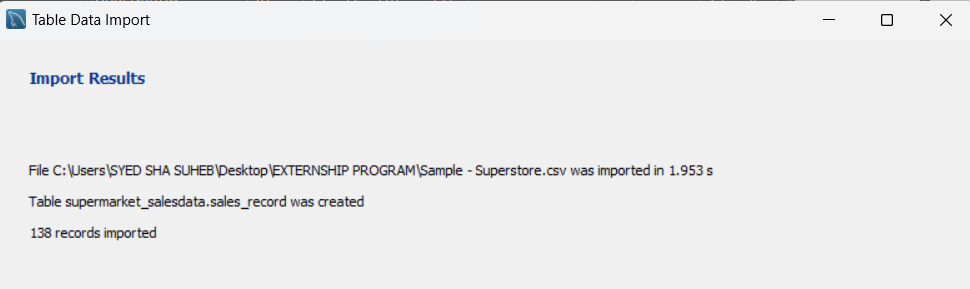 Table Data Import
Import Results
File C:\Users\SYED SHA SUHEB\Desktop\EXTERNSHIP PROGRAM\Sample - Superstore.csv was imported in 1.953 s
Table supermarket_salesdata.sales_record was created
138 records imported